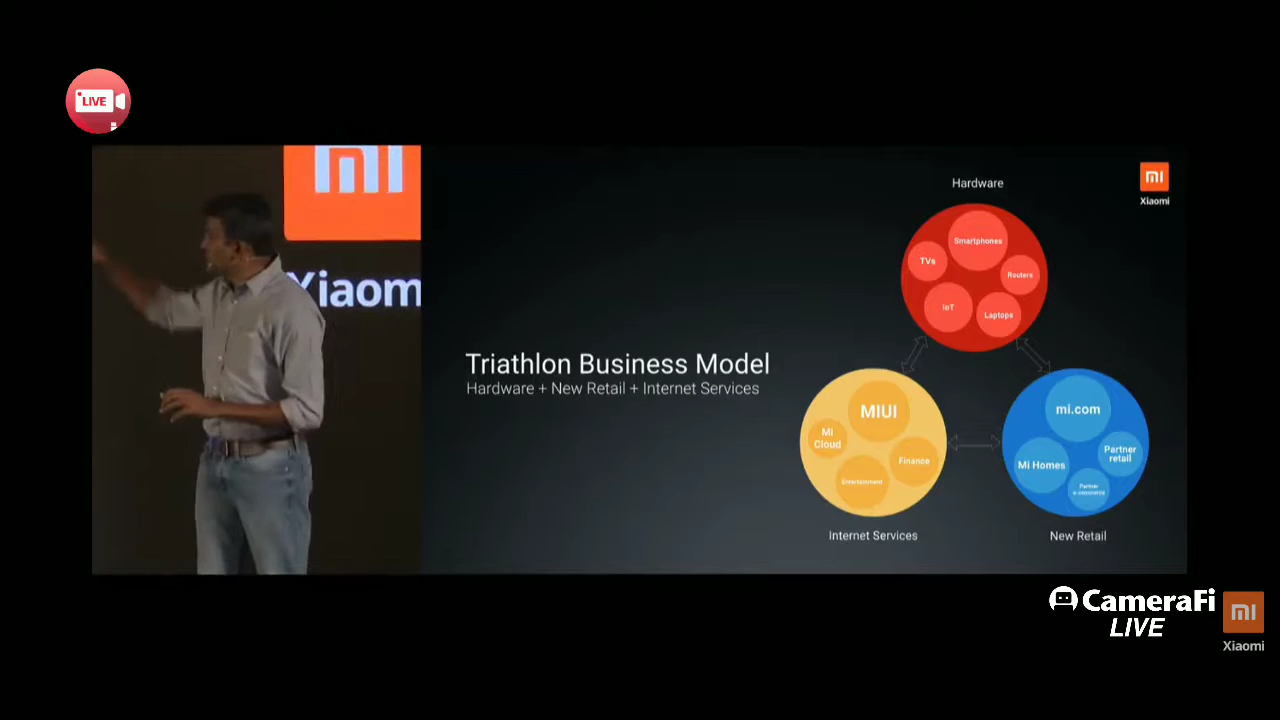 LIVE
mi
Xiaom
Hardware
mi
Xiaomi
Smartphones
TVs
Routers
IoT
Laptops
Triathlon Business Model
Hardware + New Retail + Internet Services
MIUI
Mi
Cloud
Finance
Entertainment
mi.com
Partner
retail
Mi Homes
Partner
e-commerce
Internet Services
New Retail
CameraFi
LIVE
mi
Xiaomi